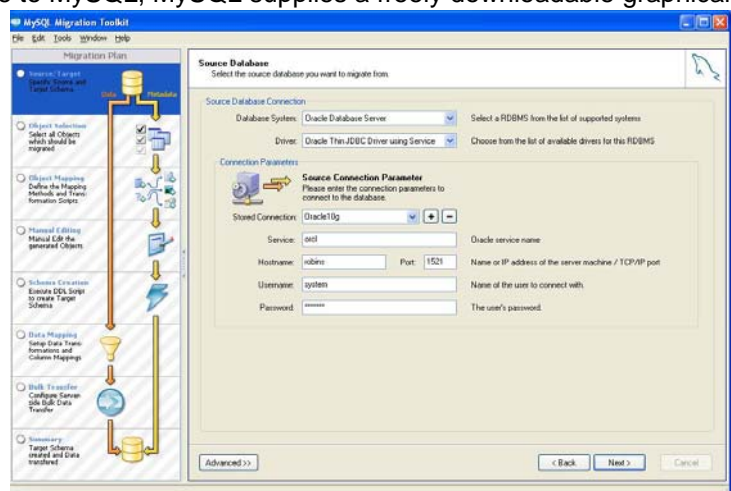 to MySQL, MySQL supplies a freely downloadable graphical
MySQL Migration Toolkit
File Edit Tools Window Help
Migration Plan
Source/Target
Specify Source and
Target Schema
Data
Metadata
Object Selection
Select all Objects
which should be
migrated
Object Mapping
Define the Mapping
Methods and Trans-
formation Scripts
Manual Editing
Manual Edit the
generated Objects
Schema Creation
Execute DDL Script
to create Target
Schema
Data Mapping
Setup Data Trans-
formations and
Column Mappings
Bulk Transfer
Configure Server-
side Bulk Data
Transfer
Summary
Target Schema
created and Data
transfered
Source Database
Select the source database you want to migrate from.
Source Database Connection
Database System: Oracle Database Server Select a RDBMS from the list of supported systems
Driver: Oracle Thin JDBC Driver using Service Choose from the list of available drivers for this RDBMS
Connection Parameters
Source Connection Parameter
Please enter the connection parameters to
connect to the database.
Stored Connection: Oracle10g + -
Service: orcl Oracle service name
Hostname: robins Port: 1521 Name or IP address of the server machine / TCP/IP port
Username: system Name of the user to connect with.
Password: ****** The user's password.
Advanced >> < Back Next > Cancel